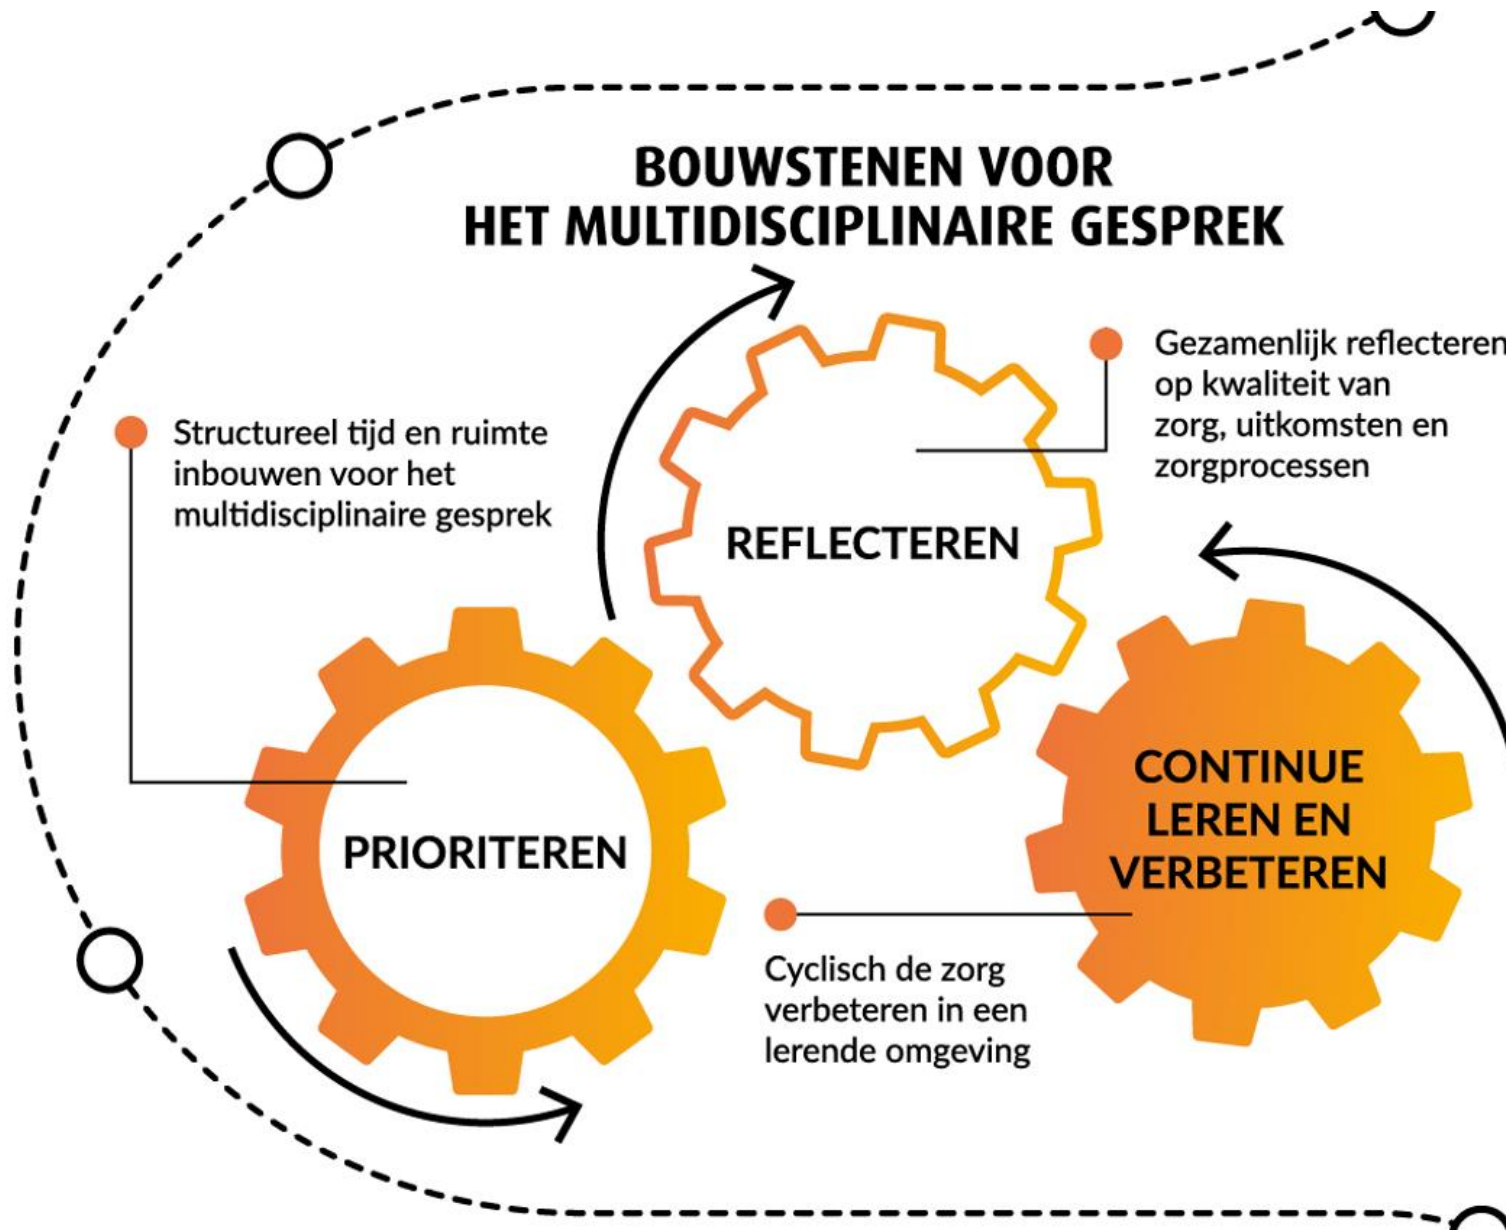 BOUWSTENEN VOOR
HET MULTIDISCIPLINAIRE GESPREK
Structureel tijd en ruimte
inbouwen voor het
multidisciplinaire gesprek
Gezamenlijk reflecteren
op kwaliteit van
zorg, uitkomsten en
zorgprocessen
REFLECTEREN
PRIORITEREN
CONTINUE
LEREN EN
VERBETEREN
Cyclisch de zorg
verbeteren in een
lerende omgeving